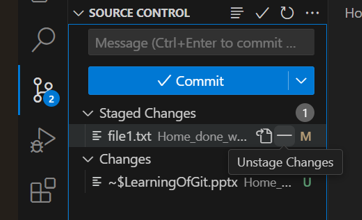 SOURCE CONTROL
Ho
Message (Ctrl+Enter to commit ...
Commit
2
Staged Changes 1
file1.txt Home_done_w... M
Unstage Changes
Changes
~$LearningOfGit.pptx Home_... U